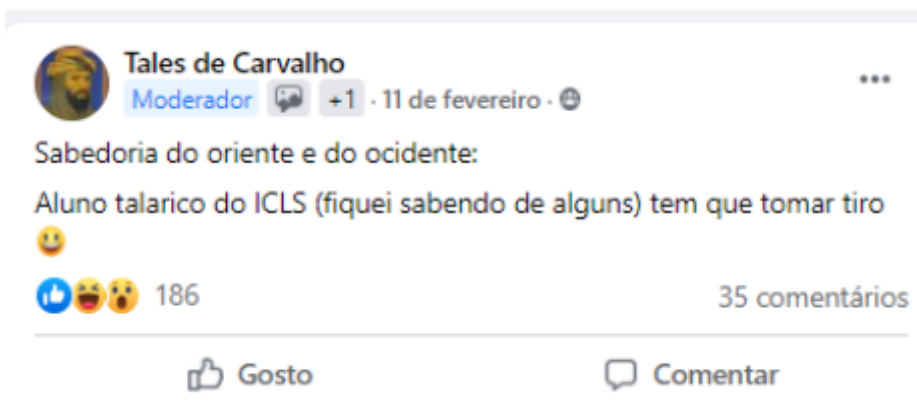 Tales de Carvalho
Moderador +1 · 11 de fevereiro ·
Sabedoria do oriente e do ocidente:
Aluno talarico do ICLS (fiquei sabendo de alguns) tem que tomar tiro
186 35 comentários
Gosto Comentar